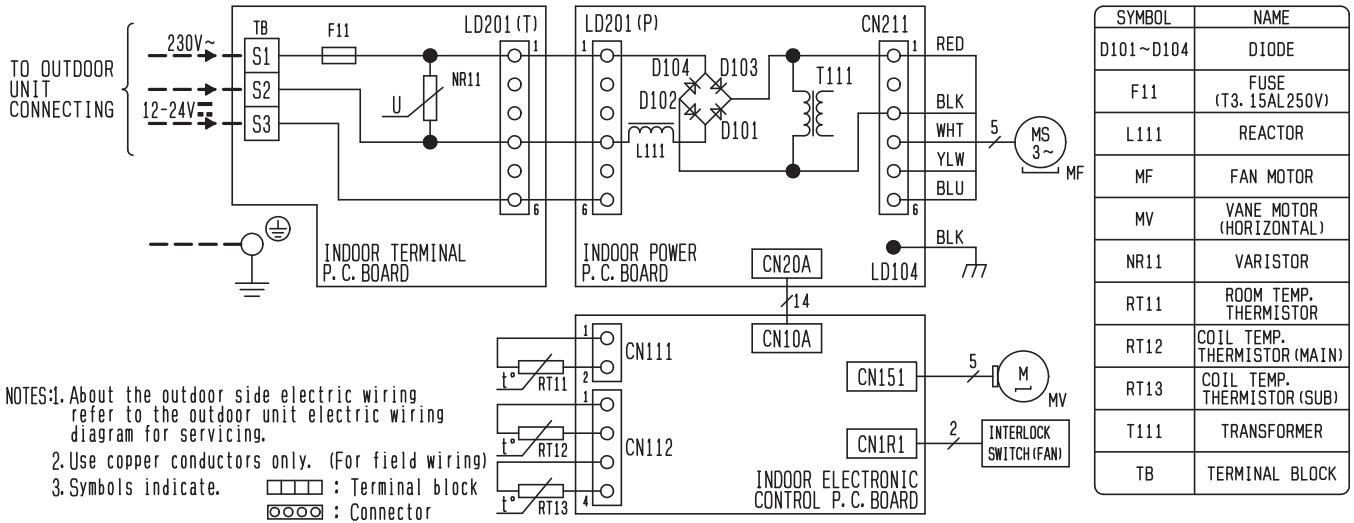 TO OUTDOOR
UNIT
CONNECTING
230V~
12-24V
TB
S1
S2
S3
F11
NR11
U
LD201(T)
1
6
INDOOR TERMINAL
P. C. BOARD
LD201(P)
1
6
D104
D103
D102
D101
L111
T111
CN211
1
6
RED
BLK
WHT
YLW
BLU
5
MS
3~
MF
INDOOR POWER
P. C. BOARD
LD104
BLK
CN20A
14
CN10A
1
2
CN111
t°
RT11
1
4
CN112
t°
RT12
t°
RT13
CN151
5
M
MV
CN1R1
2
INTERLOCK
SWITCH(FAN)
INDOOR ELECTRONIC
CONTROL P. C. BOARD
NOTES:1. About the outdoor side electric wiring
refer to the outdoor unit electric wiring
diagram for servicing.
2. Use copper conductors only. (For field wiring)
3. Symbols indicate.
: Terminal block
: Connector
SYMBOL NAME
D101~D104 DIODE
F11 FUSE
(T3. 15AL250V)
L111 REACTOR
MF FAN MOTOR
MV VANE MOTOR
(HORIZONTAL)
NR11 VARISTOR
RT11 ROOM TEMP.
THERMISTOR
RT12 COIL TEMP.
THERMISTOR(MAIN)
RT13 COIL TEMP.
THERMISTOR(SUB)
T111 TRANSFORMER
TB TERMINAL BLOCK